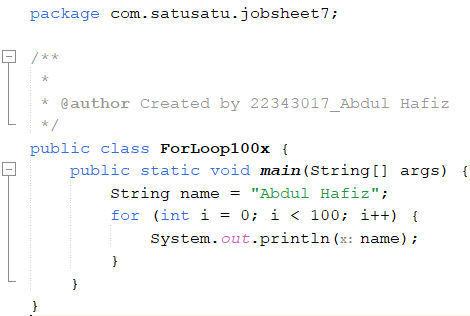 package com.satusatu.jobsheet7;
/**
*
* @author Created by 22343017_Abdul Hafiz
*/
public class ForLoop100x {
public static void main(String[] args) {
String name = "Abdul Hafiz";
for (int i = 0; i < 100; i++) {
System.out.println(x: name);
}
}
}